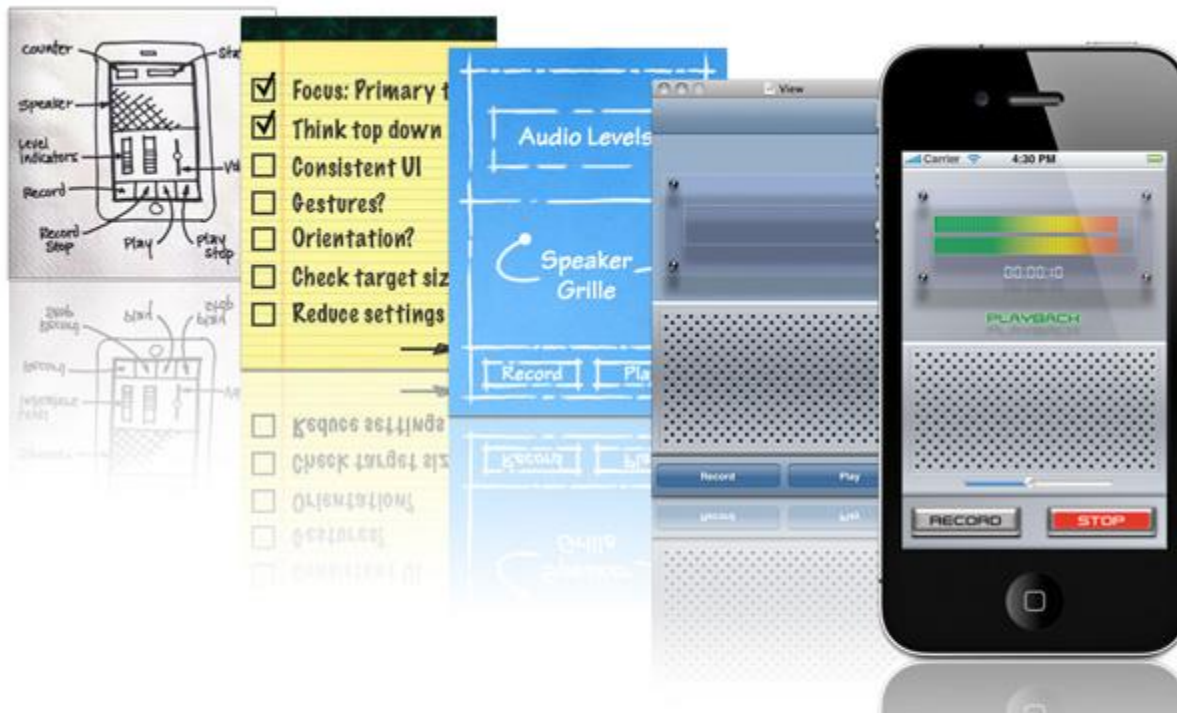 counter
Speaker
Level
indicators
Record
Record
Stop
Play
Play
Stop
Focus: Primary
Think top down
Consistent UI
Gestures?
Orientation?
Check target
Reduce settings
Audio Levels
Speaker
Grille
Record
View
Record
Play
Carrier
4:30 PM
00:00:10
PLAYBACK
RECORD
STOP